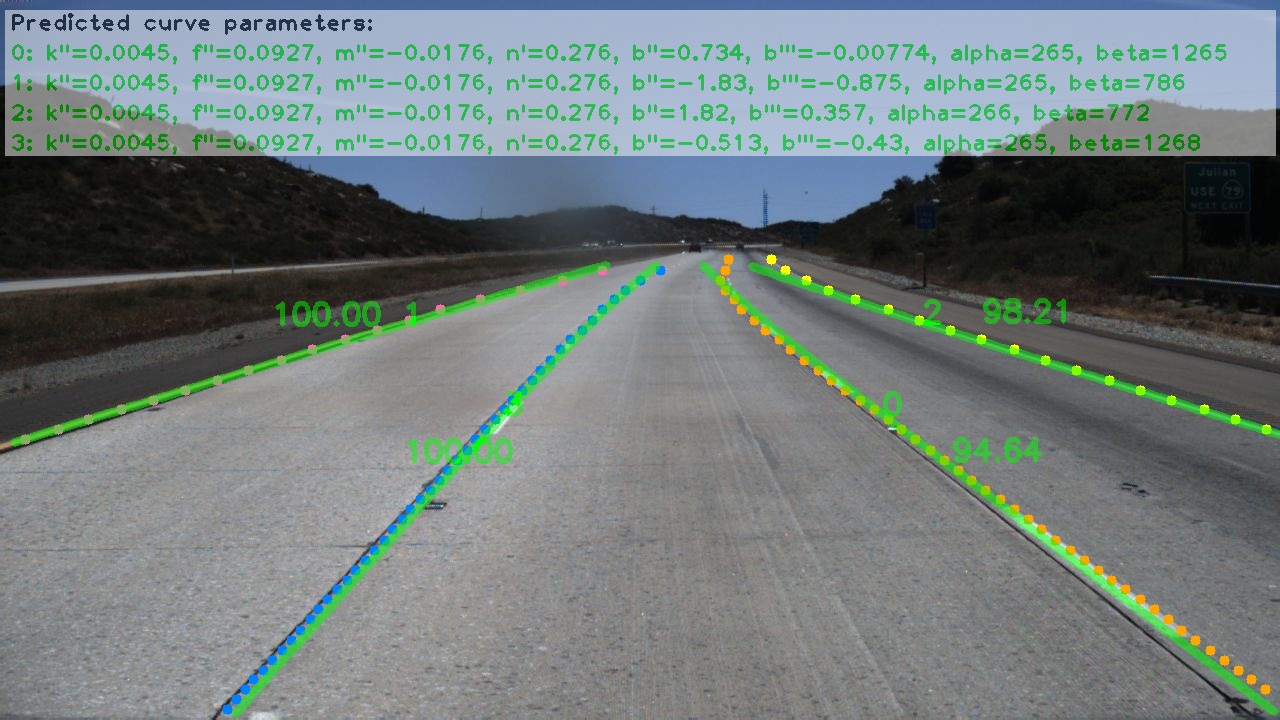 Predicted curve parameters:
0: k''=0.0045, f''=0.0927, m''=−0.0176, n'=0.276, b''=0.734, b'''=−0.00774, alpha=265, beta=1265
1: k''=0.0045, f''=0.0927, m''=−0.0176, n'=0.276, b''=−1.83, b'''=−0.875, alpha=265, beta=786
2: k''=0.0045, f''=0.0927, m''=−0.0176, n'=0.276, b''=1.82, b'''=0.357, alpha=266, beta=772
3: k''=0.0045, f''=0.0927, m''=−0.0176, n'=0.276, b''=−0.513, b'''=−0.43, alpha=265, beta=1268
Julian
USE 79
NEXT EXIT
100.00 1
2 98.21
0
3
100.00
94.64